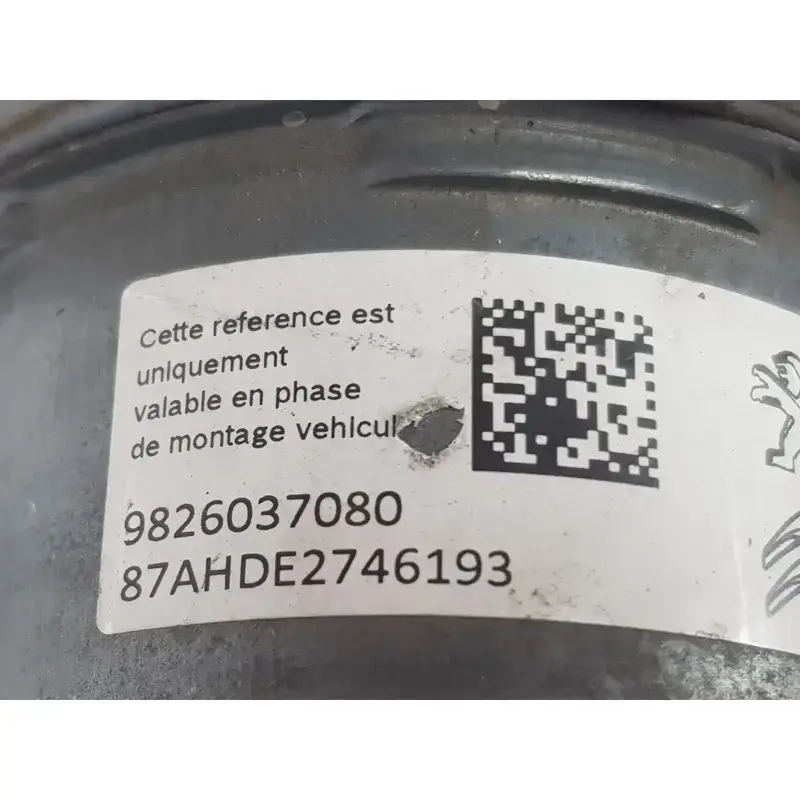 Cette reference est
uniquement
valable en phase
de montage vehicul
9826037080
87AHDE2746193